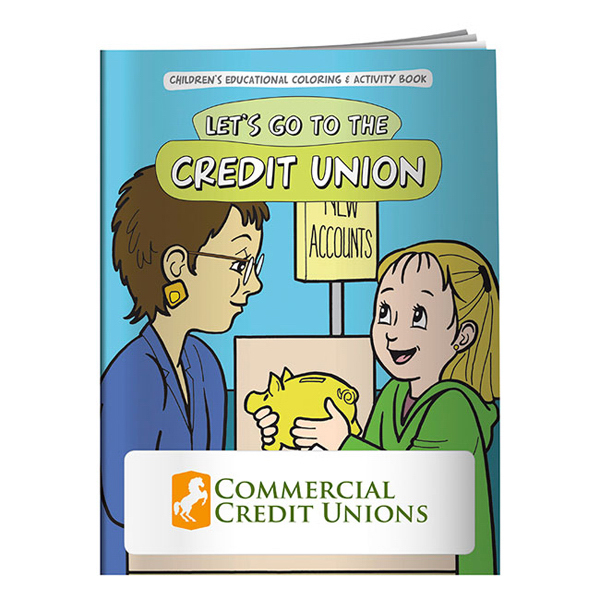 CHILDREN'S EDUCATIONAL COLORING & ACTIVITY BOOK
LET'S GO TO THE
CREDIT UNION
NEW
ACCOUNTS
COMMERCIAL
CREDIT UNIONS